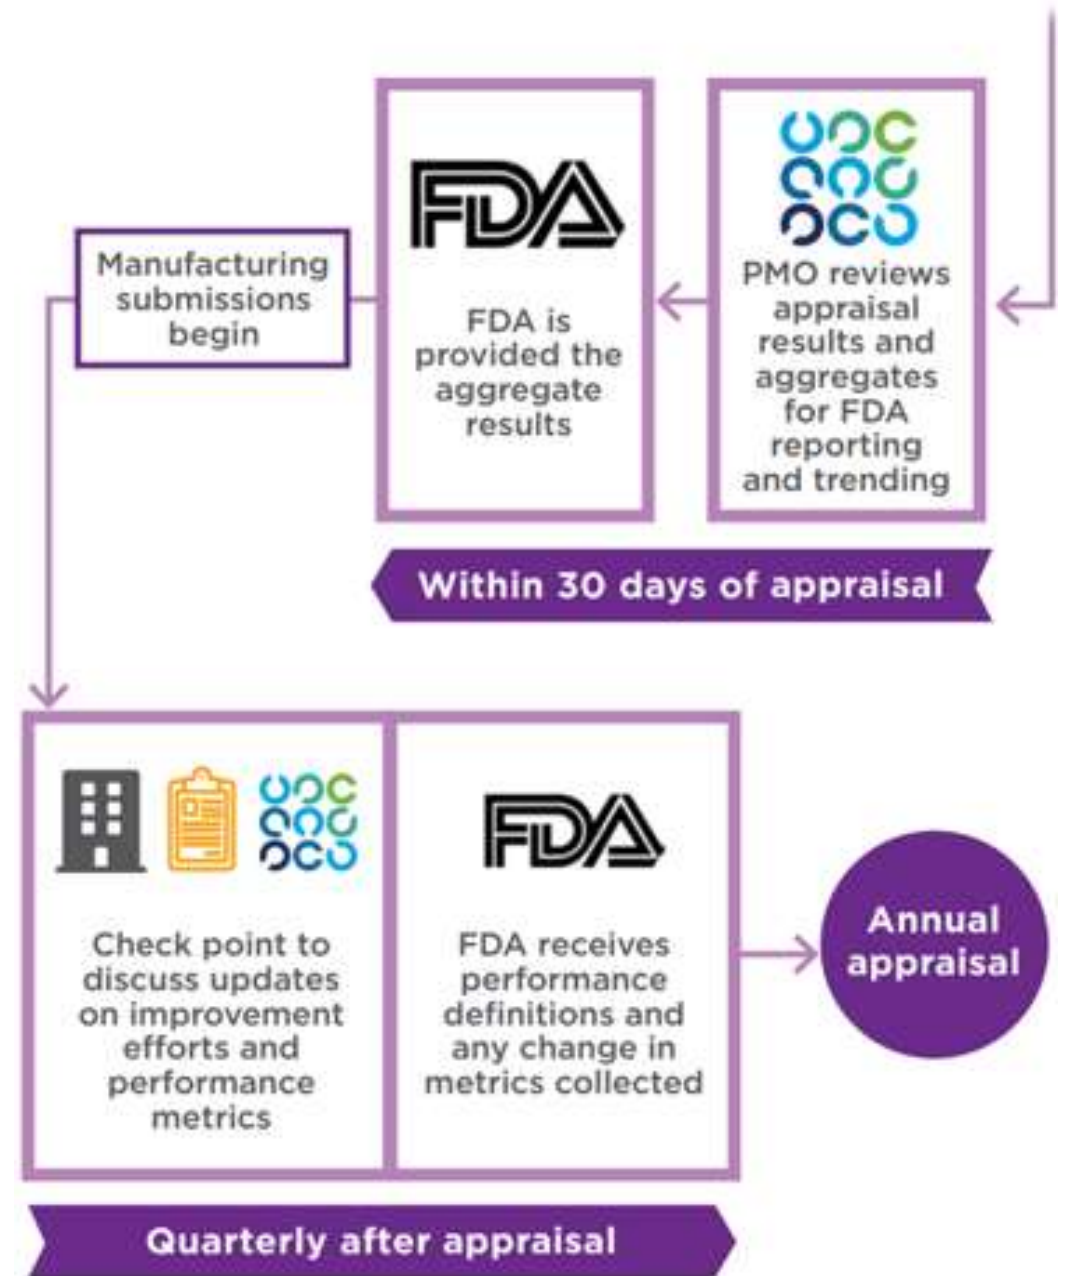 FDA
FDA is
provided the
aggregate
results
PMO reviews
appraisal
results and
aggregates
for FDA
reporting
and trending
Manufacturing
submissions
begin
Within 30 days of appraisal
Check point to
discuss updates
on improvement
efforts and
performance
metrics
FDA
FDA receives
performance
definitions and
any change in
metrics collected
Annual
appraisal
Quarterly after appraisal